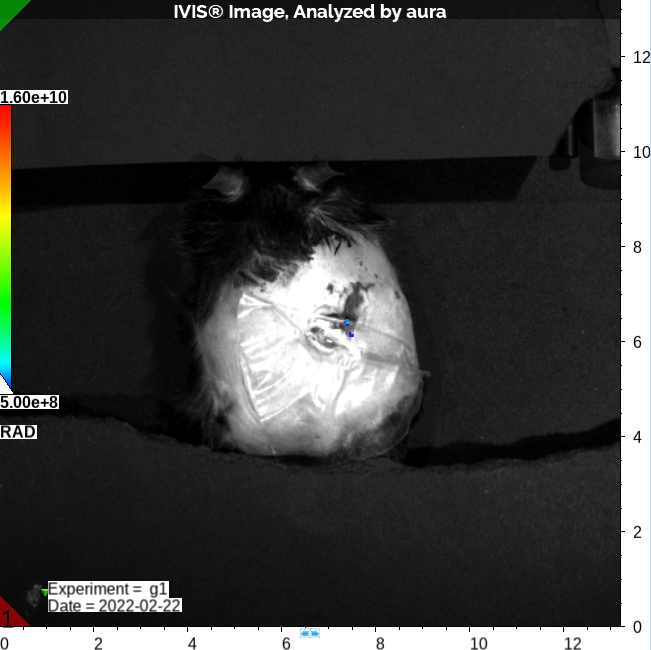 IVIS® Image, Analyzed by aura
12
1.60e+10
10
8
6
5.00e+8
4
RAD
2
Experiment = g1
Date = 2022-02-22
1
0
0 2 4 6 8 10 12